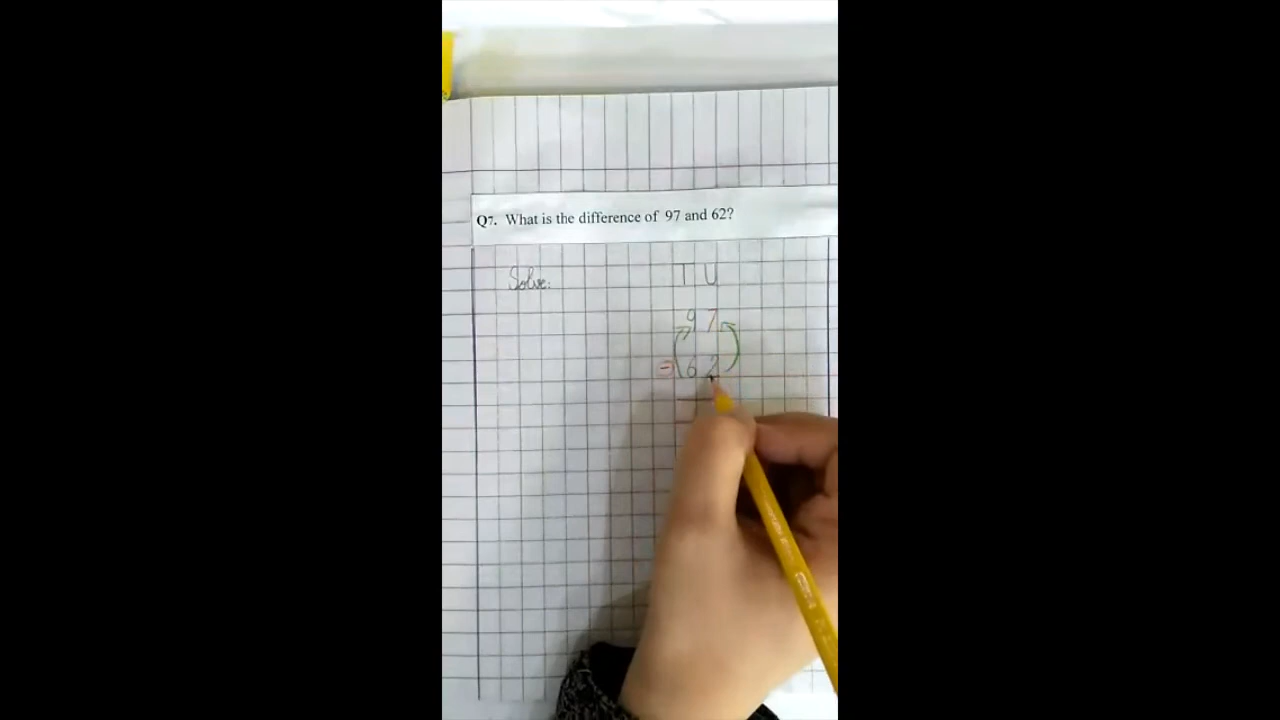 Q7. What is the difference of 97 and 62?
Solve: T U
9 7
- 6 2